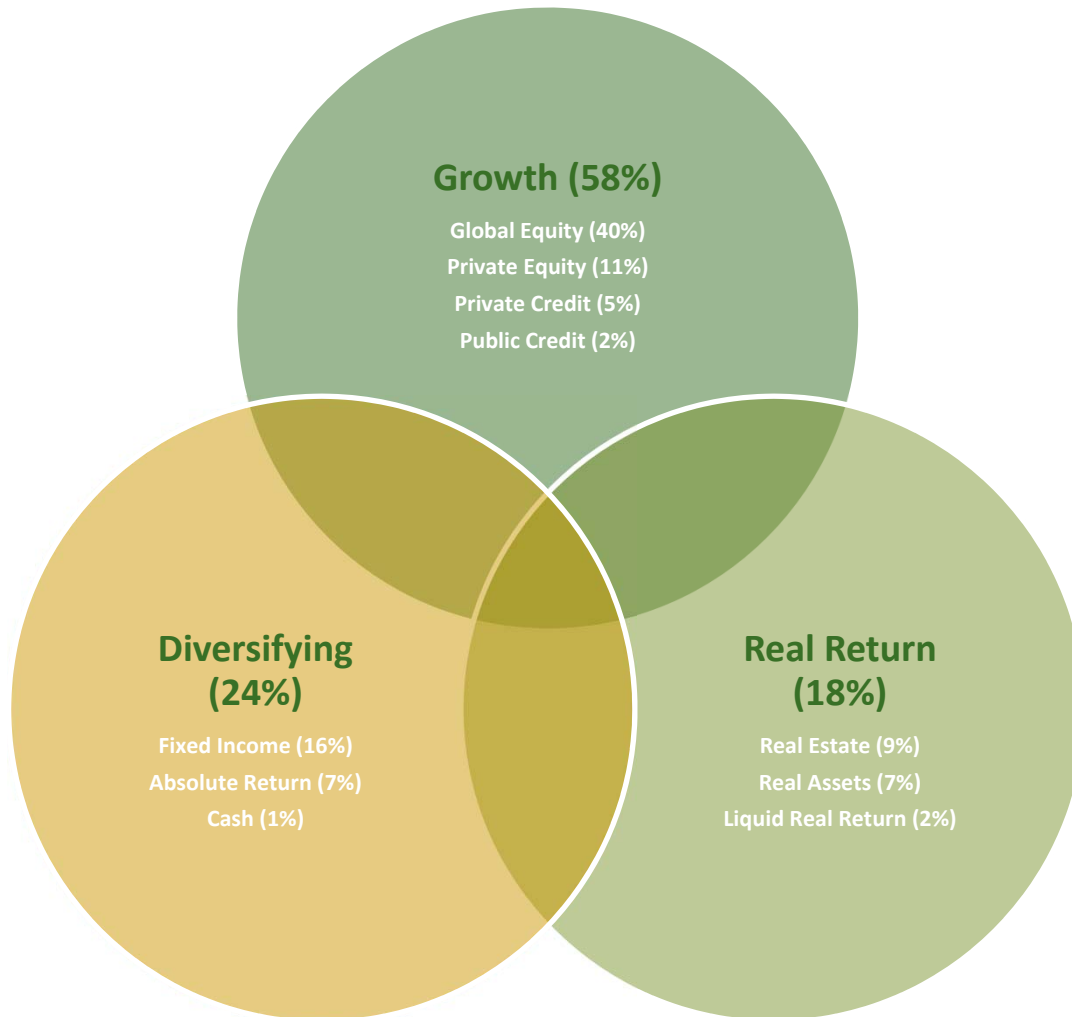 Growth (58%)
Global Equity (40%)
Private Equity (11%)
Private Credit (5%)
Public Credit (2%)
Diversifying
(24%)
Fixed Income (16%)
Absolute Return (7%)
Cash (1%)
Real Return
(18%)
Real Estate (9%)
Real Assets (7%)
Liquid Real Return (2%)